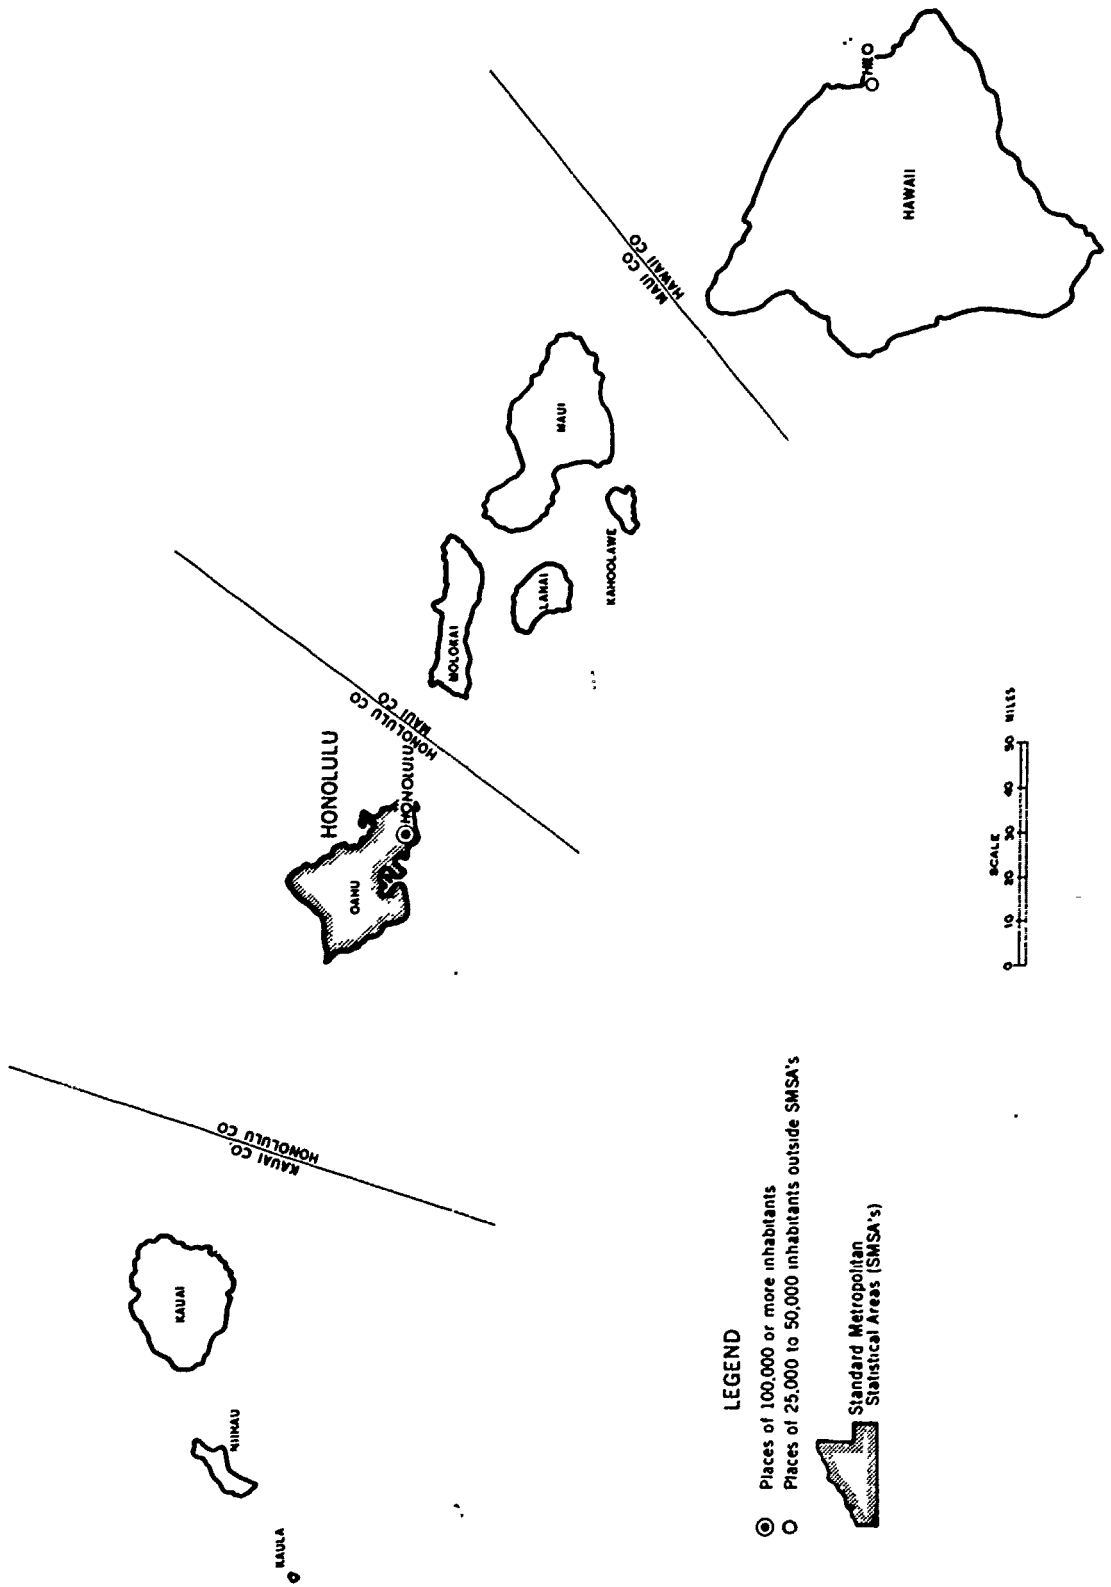 KAULA
NIIHAU
KAUAI
KAUAI CO.
HONOLULU CO
OAHU
HONOLULU
HONOLULU
HONOLULU CO
MAUI CO
MOLOKAI
LANAI
KAHOOLAWE
MAUI
MAUI CO
HAWAII CO
HAWAII
HILO
LEGEND
Places of 100,000 or more inhabitants
Places of 25,000 to 50,000 inhabitants outside SMSA's
Standard Metropolitan
Statistical Areas (SMSA's)
SCALE
0 10 20 30 40 50 MILES